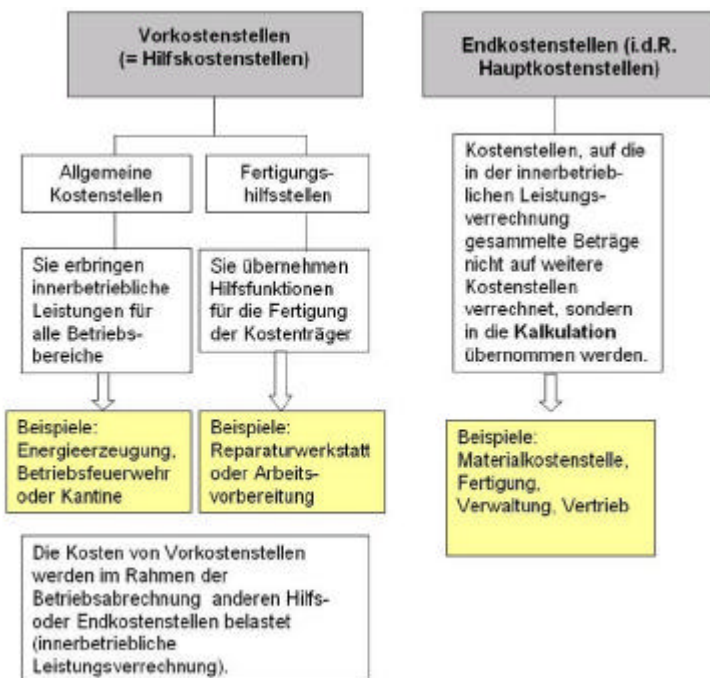 Vorkostenstellen
(= Hilfskostenstellen)
Allgemeine
Kostenstellen
Fertigungs-
hilfsstellen
Sie erbringen
innerbetriebliche
Leistungen für
alle Betriebs-
bereiche
Sie übernehmen
Hilfsfunktionen
für die Fertigung
der Kostenträger
Beispiele:
Energieerzeugung,
Betriebsfeuerwehr
oder Kantine
Beispiele:
Reparaturwerkstatt
oder Arbeits-
vorbereitung
Die Kosten von Vorkostenstellen
werden im Rahmen der
Betriebsabrechnung anderen Hilfs-
oder Endkostenstellen belastet
(innerbetriebliche
Leistungsverrechnung).
Endkostenstellen (i.d.R.
Hauptkostenstellen)
Kostenstellen, auf die
in der innerbetrieb-
lichen Leistungs-
verrechnung
gesammelte Beträge
nicht auf weitere
Kostenstellen
verrechnet, sondern
in die Kalkulation
übernommen werden.
Beispiele:
Materialkostenstelle,
Fertigung,
Verwaltung, Vertrieb